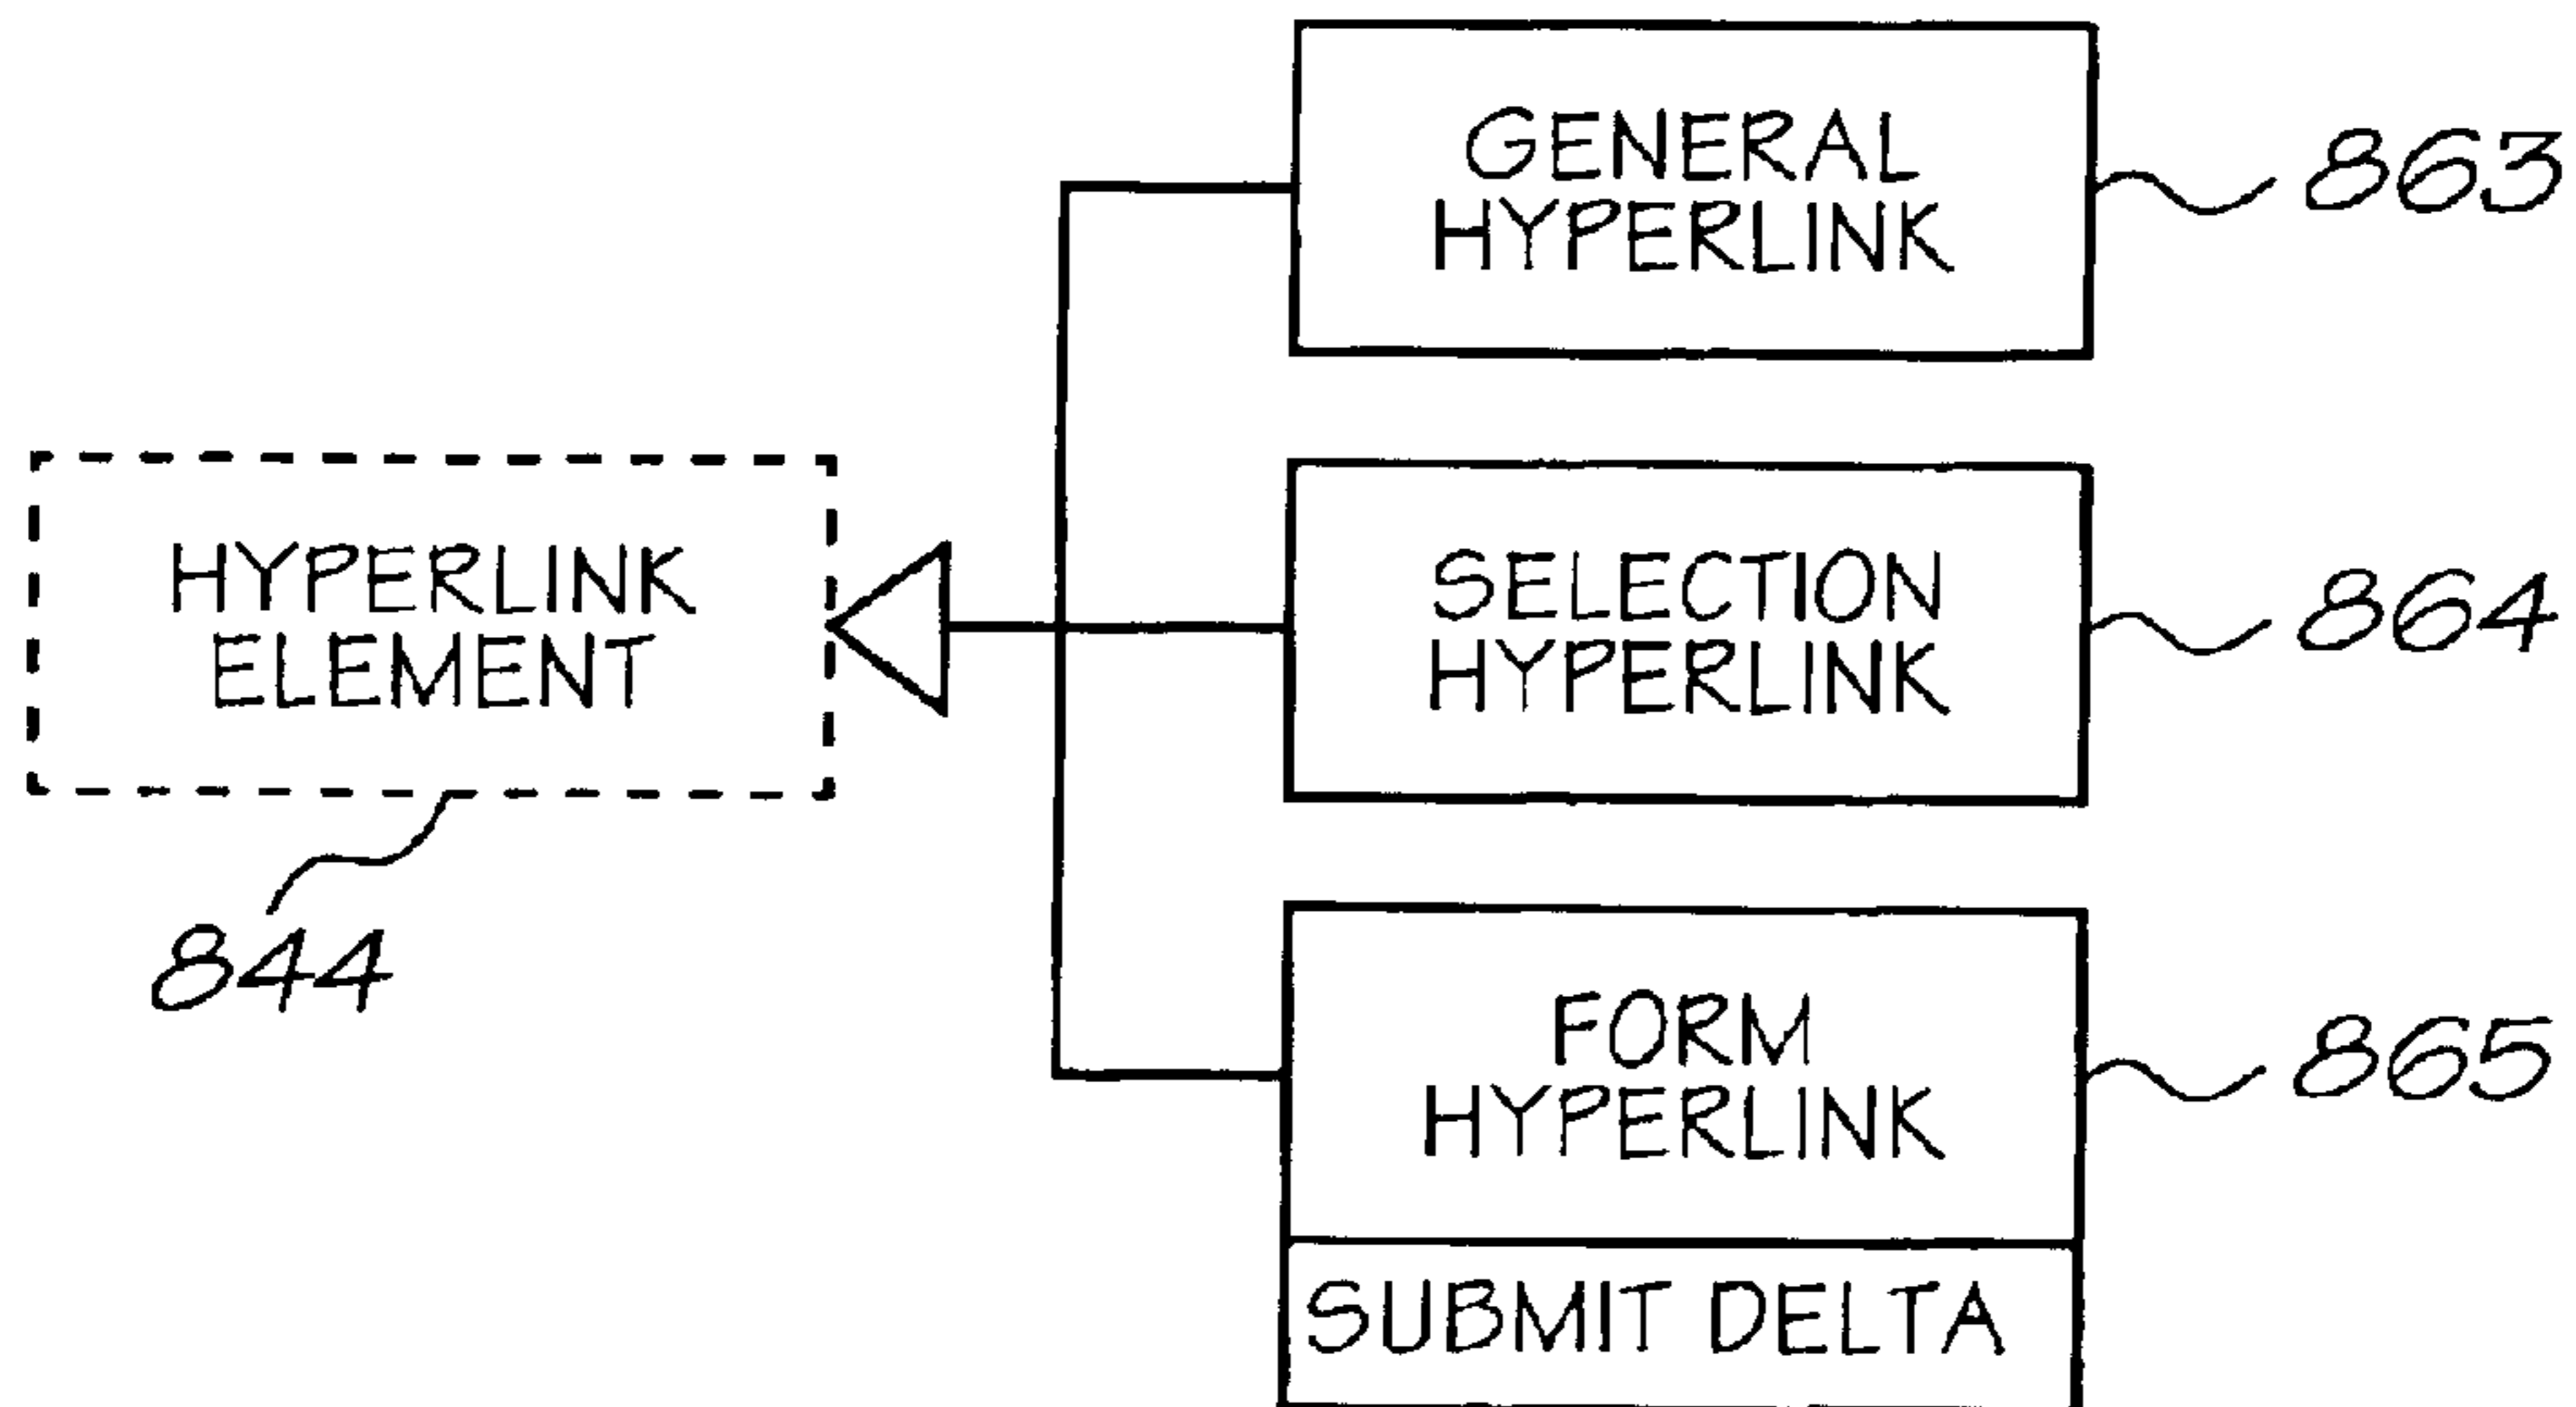 GENERAL
HYPERLINK
863
HYPERLINK
ELEMENT
844
SELECTION
HYPERLINK
864
FORM
HYPERLINK
865
SUBMIT DELTA